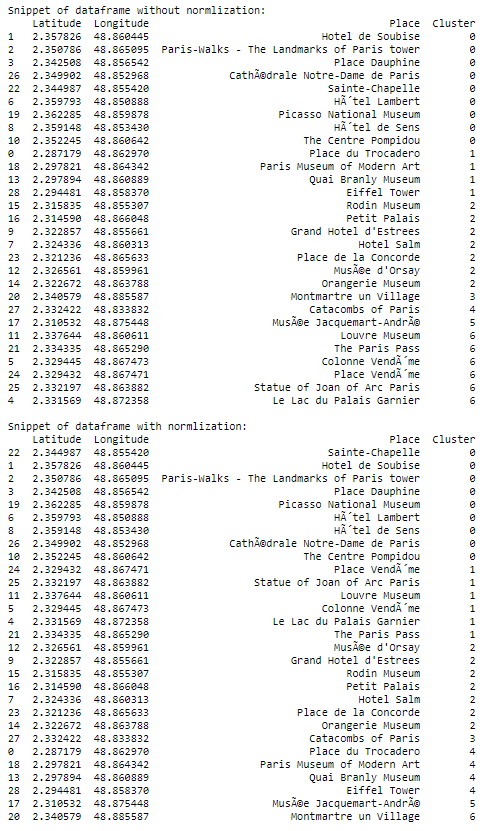 Snippet of dataframe without normlization:
Latitude Longitude Place Cluster
1 2.357826 48.860445 Hotel de Soubise 0
2 2.350786 48.865095 Paris-Walks - The Landmarks of Paris tower 0
3 2.342508 48.856542 Place Dauphine 0
26 2.349902 48.852968 CathÃ©drale Notre-Dame de Paris 0
22 2.344987 48.855420 Sainte-Chapelle 0
6 2.359793 48.850888 HÃ´tel Lambert 0
19 2.362285 48.859878 Picasso National Museum 0
8 2.359148 48.853430 HÃ´tel de Sens 0
10 2.352245 48.860642 The Centre Pompidou 0
0 2.287179 48.862970 Place du Trocadero 1
18 2.297821 48.864342 Paris Museum of Modern Art 1
13 2.297894 48.860889 Quai Branly Museum 1
28 2.294481 48.858370 Eiffel Tower 1
15 2.315835 48.855307 Rodin Museum 2
16 2.314590 48.866048 Petit Palais 2
9 2.322857 48.855661 Grand Hotel d'Estrees 2
7 2.324336 48.860313 Hotel Salm 2
23 2.321236 48.865633 Place de la Concorde 2
12 2.326561 48.859961 MusÃ©e d'Orsay 2
14 2.322672 48.863788 Orangerie Museum 2
20 2.340579 48.885587 Montmartre un Village 3
27 2.332422 48.833832 Catacombs of Paris 4
17 2.310532 48.875448 MusÃ©e Jacquemart-AndrÃ© 5
11 2.337644 48.860611 Louvre Museum 6
21 2.334335 48.865290 The Paris Pass 6
5 2.329445 48.867473 Colonne VendÃ´me 6
24 2.329432 48.867471 Place VendÃ´me 6
25 2.332197 48.863882 Statue of Joan of Arc Paris 6
4 2.331569 48.872358 Le Lac du Palais Garnier 6
Snippet of dataframe with normlization:
Latitude Longitude Place Cluster
22 2.344987 48.855420 Sainte-Chapelle 0
1 2.357826 48.860445 Hotel de Soubise 0
2 2.350786 48.865095 Paris-Walks - The Landmarks of Paris tower 0
3 2.342508 48.856542 Place Dauphine 0
19 2.362285 48.859878 Picasso National Museum 0
6 2.359793 48.850888 HÃ´tel Lambert 0
8 2.359148 48.853430 HÃ´tel de Sens 0
26 2.349902 48.852968 CathÃ©drale Notre-Dame de Paris 0
10 2.352245 48.860642 The Centre Pompidou 0
24 2.329432 48.867471 Place VendÃ´me 1
25 2.332197 48.863882 Statue of Joan of Arc Paris 1
11 2.337644 48.860611 Louvre Museum 1
5 2.329445 48.867473 Colonne VendÃ´me 1
4 2.331569 48.872358 Le Lac du Palais Garnier 1
21 2.334335 48.865290 The Paris Pass 1
12 2.326561 48.859961 MusÃ©e d'Orsay 2
9 2.322857 48.855661 Grand Hotel d'Estrees 2
15 2.315835 48.855307 Rodin Museum 2
16 2.314590 48.866048 Petit Palais 2
7 2.324336 48.860313 Hotel Salm 2
23 2.321236 48.865633 Place de la Concorde 2
14 2.322672 48.863788 Orangerie Museum 2
27 2.332422 48.833832 Catacombs of Paris 3
0 2.287179 48.862970 Place du Trocadero 4
18 2.297821 48.864342 Paris Museum of Modern Art 4
13 2.297894 48.860889 Quai Branly Museum 4
28 2.294481 48.858370 Eiffel Tower 4
17 2.310532 48.875448 MusÃ©e Jacquemart-AndrÃ© 5
20 2.340579 48.885587 Montmartre un Village 6